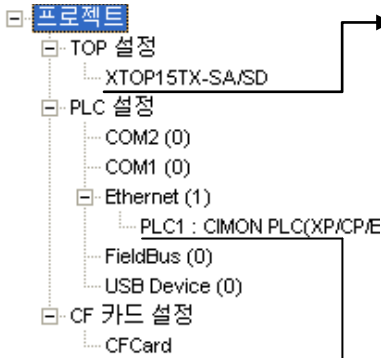 프로젝트
TOP 설정
XTOP15TX-SA/SD
PLC 설정
COM2 (0)
COM1 (0)
Ethernet (1)
PLC1 : CIMON PLC(XP/CP/E
FieldBus (0)
USB Device (0)
CF 카드 설정
CFCard